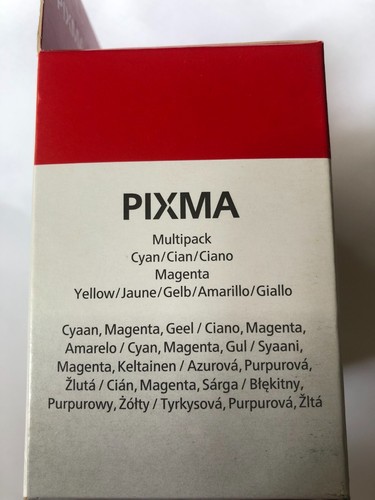 PIXMA
Multipack
Cyan/Cian/Ciano
Magenta
Yellow/Jaune/Gelb/Amarillo/Giallo
Cyaan, Magenta, Geel / Ciano, Magenta,
Amarelo / Cyan, Magenta, Gul / Syaani,
Magenta, Keltainen / Azurová, Purpurová,
Žlutá / Cián, Magenta, Sárga / Błękitny,
Purpurowy, Żółty / Tyrkysová, Purpurová, Žltá